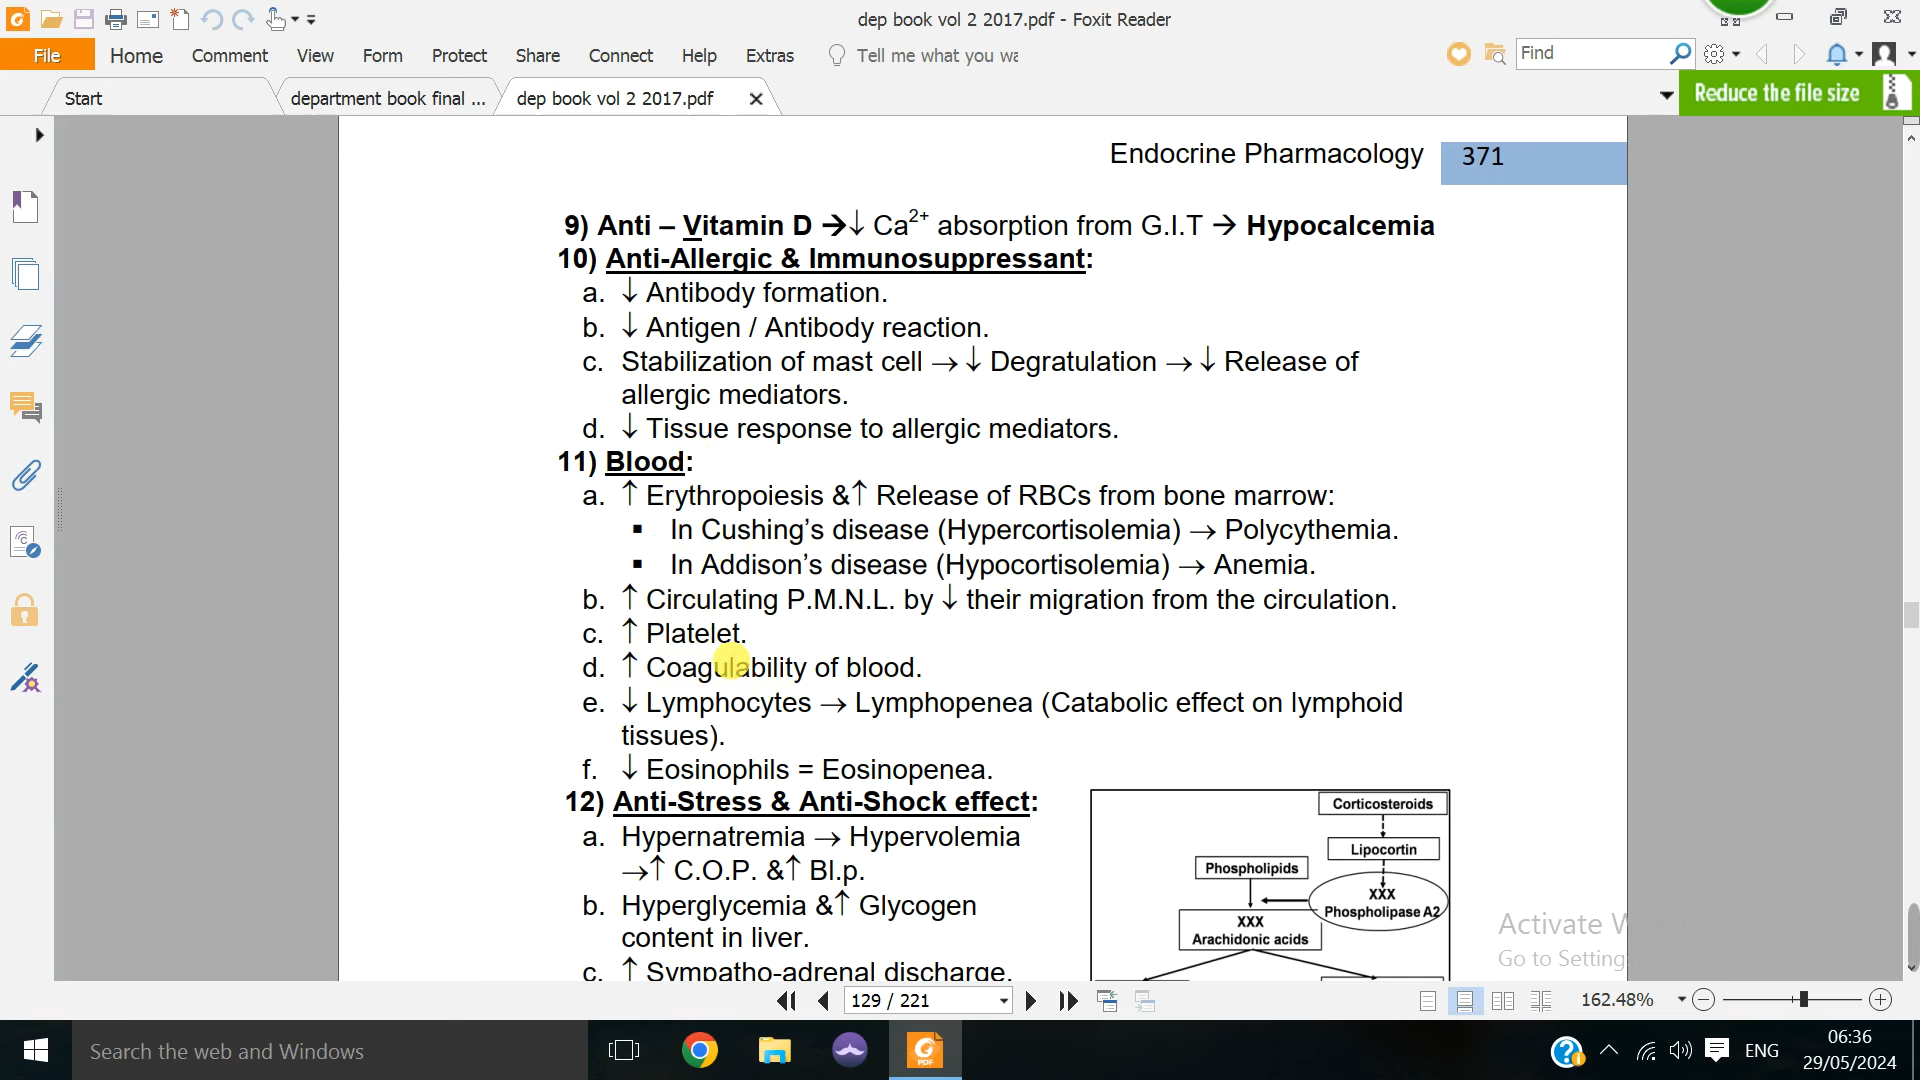 dep book vol 2 2017.pdf - Foxit Reader
File Home Comment View Form Protect Share Connect Help Extras Tell me what you wa Find
Start department book final ... dep book vol 2 2017.pdf Reduce the file size
Endocrine Pharmacology 371
9) Anti – Vitamin D →↓ Ca2+ absorption from G.I.T → Hypocalcemia
10) Anti-Allergic & Immunosuppressant:
a. ↓ Antibody formation.
b. ↓ Antigen / Antibody reaction.
c. Stabilization of mast cell → ↓ Degratulation → ↓ Release of
allergic mediators.
d. ↓ Tissue response to allergic mediators.
11) Blood:
a. ↑ Erythropoiesis &↑ Release of RBCs from bone marrow:
▪ In Cushing’s disease (Hypercortisolemia) → Polycythemia.
▪ In Addison’s disease (Hypocortisolemia) → Anemia.
b. ↑ Circulating P.M.N.L. by ↓ their migration from the circulation.
c. ↑ Platelet.
d. ↑ Coagulability of blood.
e. ↓ Lymphocytes → Lymphopenea (Catabolic effect on lymphoid
tissues).
f. ↓ Eosinophils = Eosinopenea.
12) Anti-Stress & Anti-Shock effect:
a. Hypernatremia → Hypervolemia
→↑ C.O.P. &↑ Bl.p.
b. Hyperglycemia &↑ Glycogen
content in liver.
c. ↑ Sympatho-adrenal discharge.
Corticosteroids
Lipocortin
Phospholipids
XXX
Phospholipase A2
XXX
Arachidonic acids
Activate
Go to Setting
129 / 221
162.48%
Search the web and Windows
PDF
ENG
06:36
29/05/2024